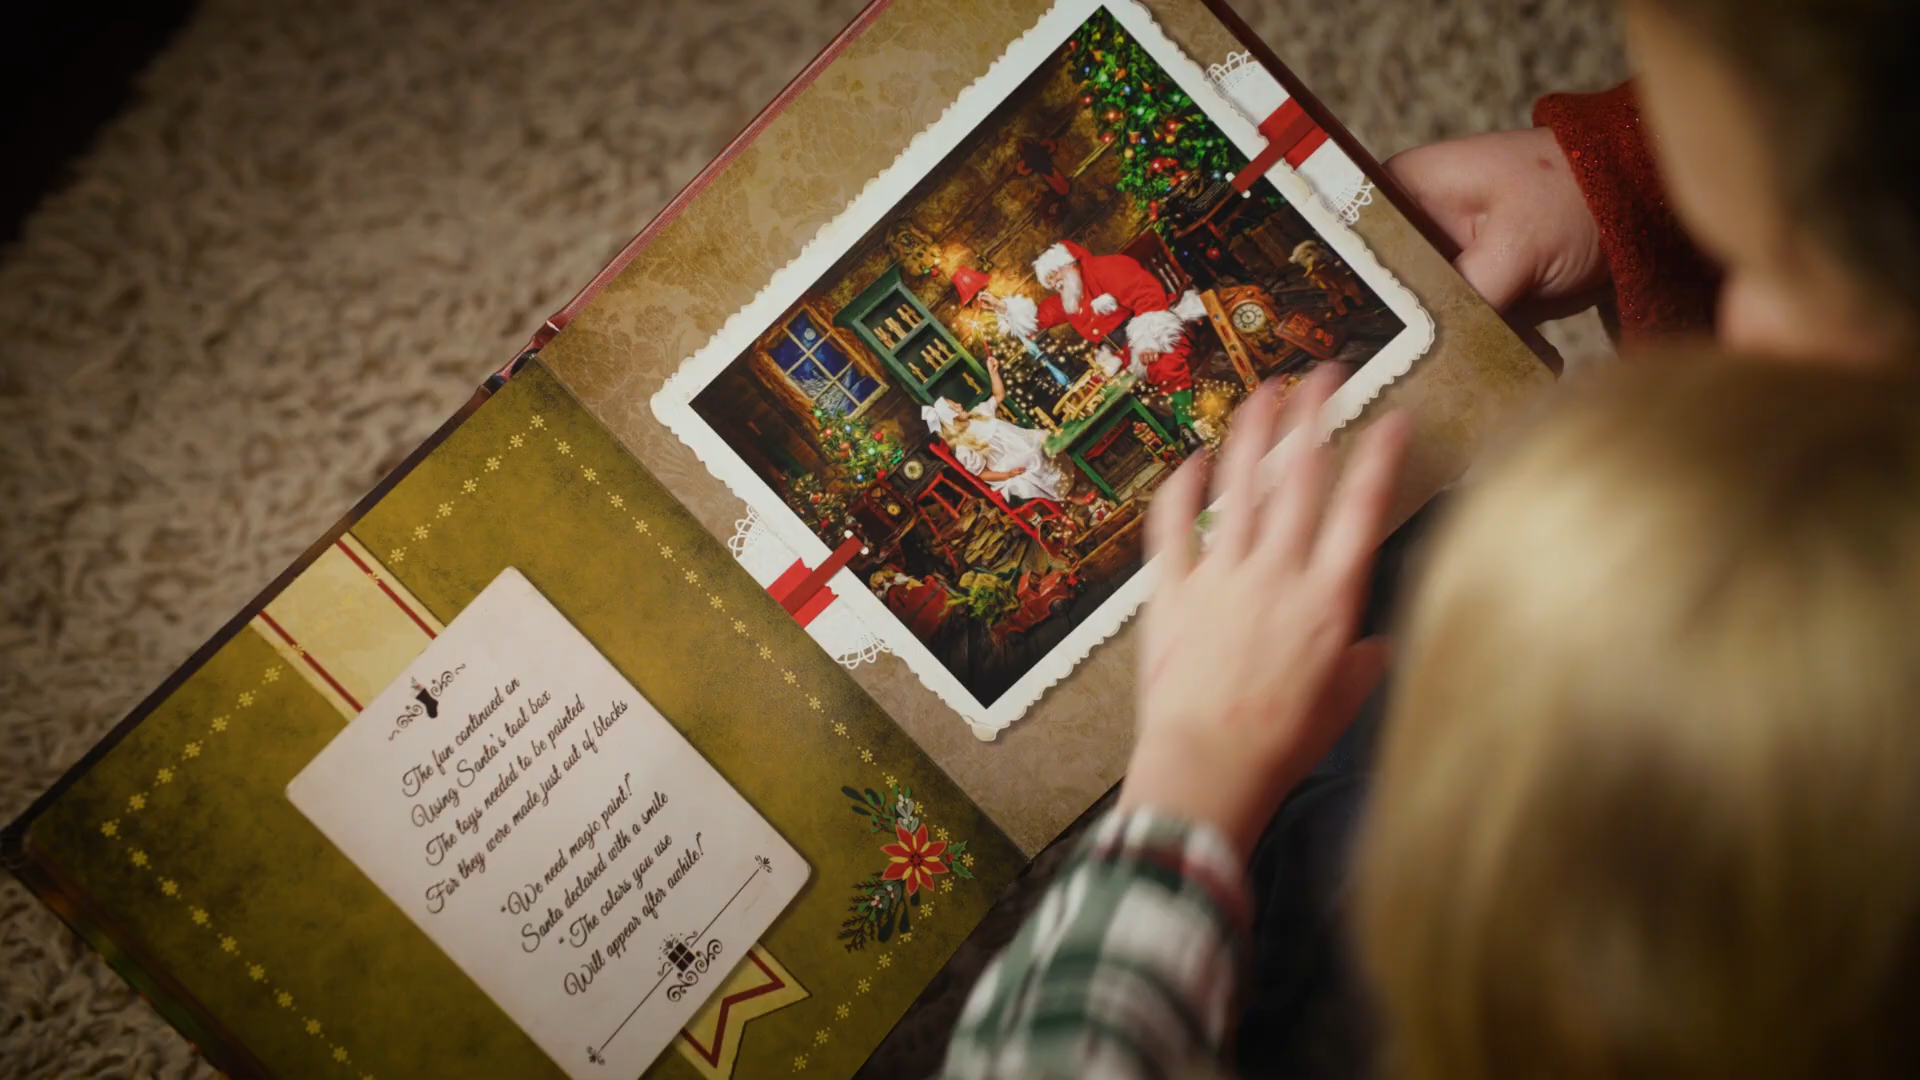 The fun continued on
Using Santa's tool box
The toys needed to be painted
For they were made just out of blocks
"We need magic paint!"
Santa declared with a smile
"The colors you use
Will appear after awhile!"